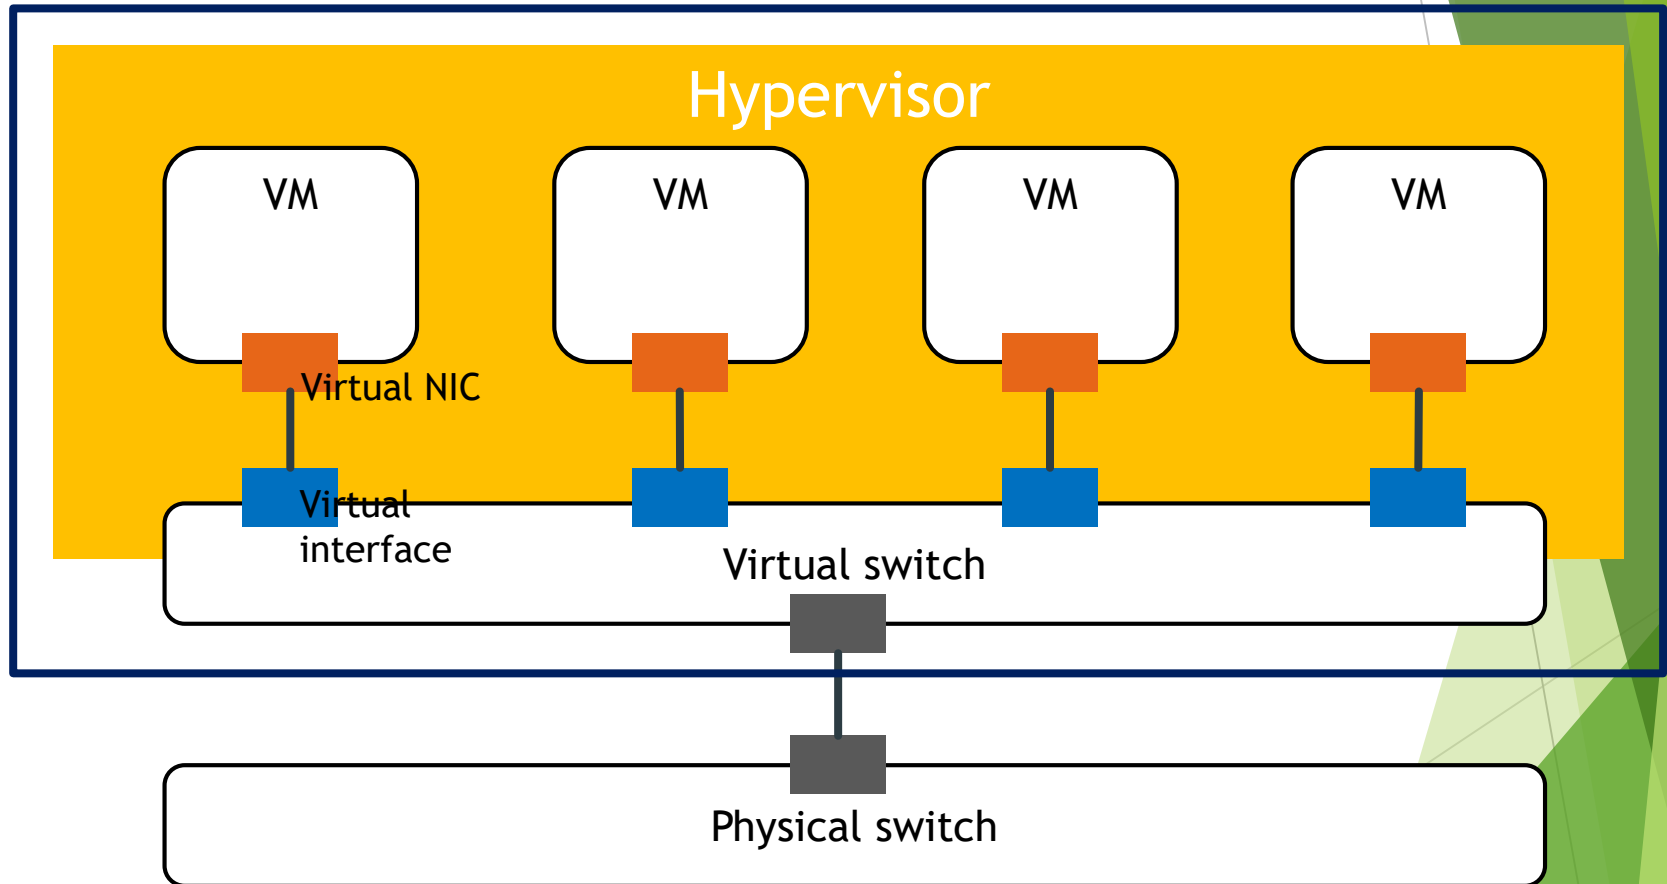 Hypervisor
VM
VM
VM
VM
Virtual NIC
Virtual
interface
Virtual switch
Physical switch